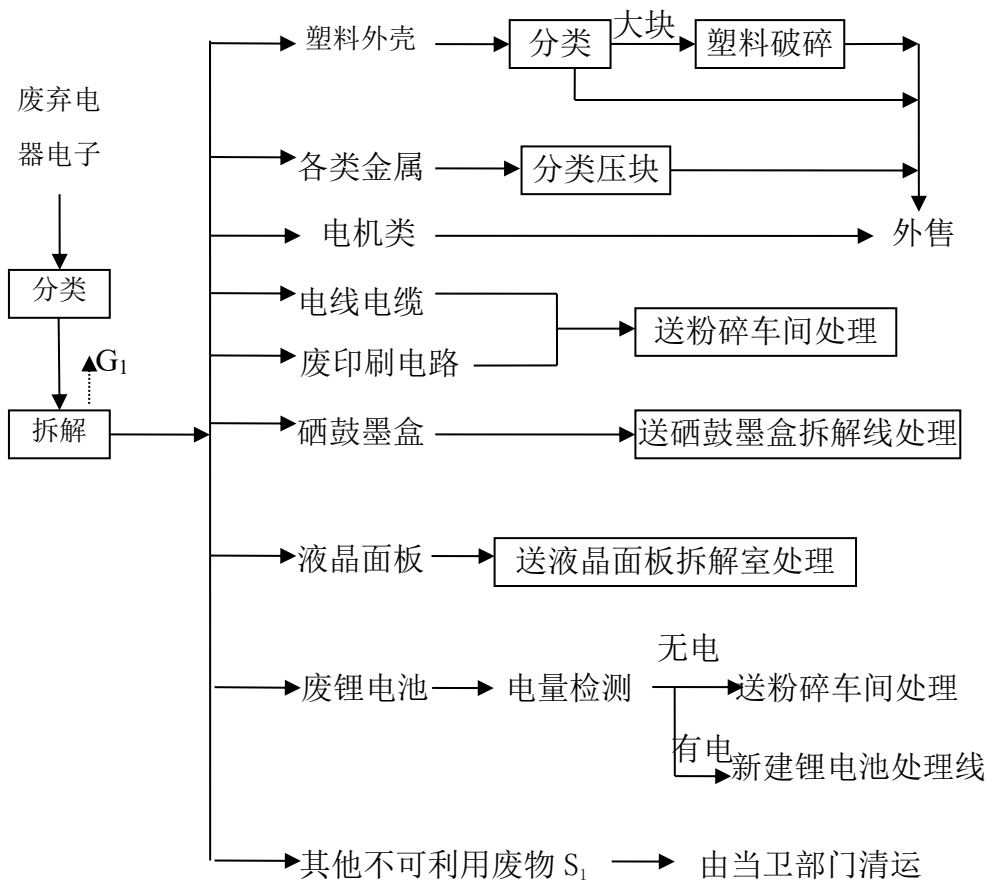 废弃电
器电子
分类
拆解
G₁
塑料外壳
分类
大块
塑料破碎
各类金属
分类压块
电机类
外售
电线电缆
废印刷电路
送粉碎车间处理
硒鼓墨盒
送硒鼓墨盒拆解线处理
液晶面板
送液晶面板拆解室处理
废锂电池
电量检测
无电
送粉碎车间处理
有电
新建锂电池处理线
其他不可利用废物 S₁
由当卫部门清运